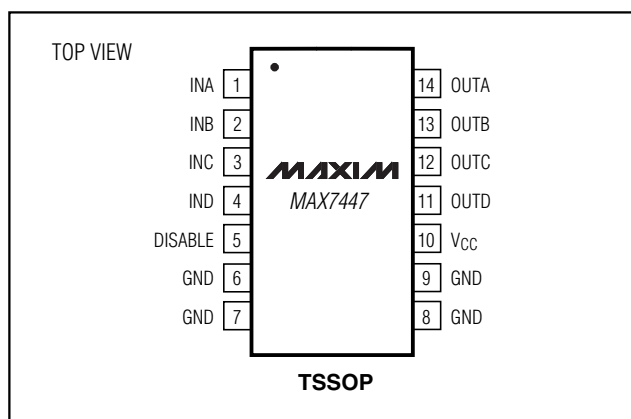 TOP VIEW
INA 1 14 OUTA
INB 2 13 OUTB
INC 3 12 OUTC
MAXIM
IND 4 11 OUTD
MAX7447
DISABLE 5 10 VCC
GND 6 9 GND
GND 7 8 GND
TSSOP